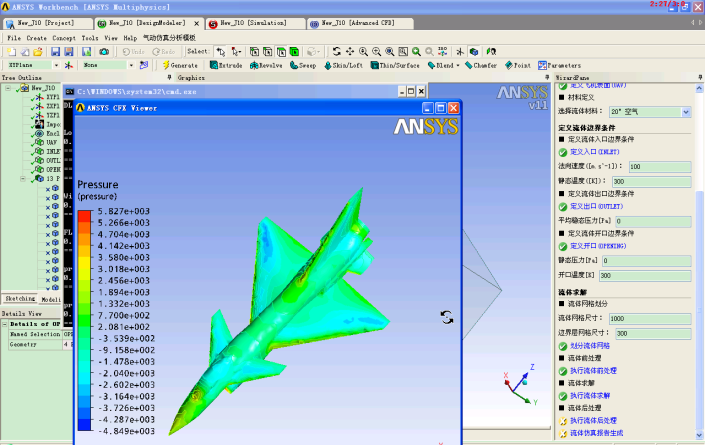 ANSYS Workbench [ANSYS Multiphysics]
2:27/3:
New_J10 [Project]
New_J10 [DesignModeler]
New_J10 [Simulation]
New_J10 [Advanced CFD]
File Create Concept Tools View Help 气动仿真分析模板
Undo Redo Select:
XYPlane None Generate Extrude Revolve Sweep Skin/Loft Thin/Surface Blend Chamfer Point Parameters
Tree Outline
Graphics
WizardPane
New_J10
XYPl
ZXPl
YZPl
Impo
Encl
UAV
INLE
OUTL
OPEN
13 P
Sketching Modeli
Details View
Details of OP
Named Selection OPE
Geometry 4
C:\WINDOWS\system32\cmd.exe
ANSYS CFX Viewer
ANSYS
ANSYS
v11
Pressure
(pressure)
5.827e+003
5.266e+003
4.704e+003
4.142e+003
3.580e+003
3.018e+003
2.456e+003
1.894e+003
1.332e+003
7.700e+002
2.081e+002
-3.539e+002
-9.158e+002
-1.478e+003
-2.040e+003
-2.602e+003
-3.164e+003
-3.726e+003
-4.287e+003
-4.849e+003
X
Z
Y
定义飞机表面(UAV)
材料定义
选择流体材料: 20° 空气
定义流体边界条件
定义流体入口边界条件
定义入口(INLET)
法向速度([m.s^-1]): 100
静态温度([K]): 300
定义流体出口边界条件
定义出口(OUTLET)
平均稳态压力[Pa] 0
定义流体开口边界条件
定义开口(OPENING)
静态压力[Pa] 0
开口温度[K] 300
流体求解
流体网格划分
流体网格尺寸: 1000
边界层网格尺寸: 300
划分流体网格
流体前处理
执行流体前处理
流体求解
执行流体求解
流体后处理
执行流体后处理
流体仿真报告生成